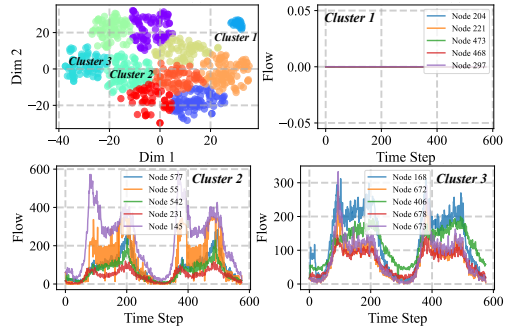 Dim 2
20
0
−20
−40
−20
0
20
Dim 1
Cluster 1
Cluster 3
Cluster 2
Cluster 1
Flow
0.05
0.00
−0.05
0
200
400
600
Time Step
Node 204
Node 221
Node 473
Node 468
Node 297
Cluster 2
Flow
600
400
200
0
0
200
400
600
Time Step
Node 577
Node 55
Node 542
Node 231
Node 145
Cluster 3
Flow
300
200
100
0
0
200
400
600
Time Step
Node 168
Node 672
Node 406
Node 678
Node 673